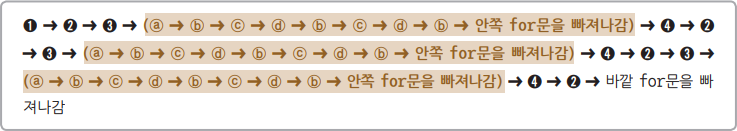 ❶ ➔ ❷ ➔ ❸ ➔ (ⓐ ➔ ⓑ ➔ ⓒ ➔ ⓓ ➔ ⓑ ➔ ⓒ ➔ ⓓ ➔ ⓑ ➔ 안쪽 for문을 빠져나감) ➔ ❹ ➔ ❷
➔ ❸ ➔ (ⓐ ➔ ⓑ ➔ ⓒ ➔ ⓓ ➔ ⓑ ➔ ⓒ ➔ ⓓ ➔ ⓑ ➔ 안쪽 for문을 빠져나감) ➔ ❹ ➔ ❷ ➔ ❸ ➔
(ⓐ ➔ ⓑ ➔ ⓒ ➔ ⓓ ➔ ⓑ ➔ ⓒ ➔ ⓓ ➔ ⓑ ➔ 안쪽 for문을 빠져나감) ➔ ❹ ➔ ❷ ➔ 바깥 for문을 빠
져나감